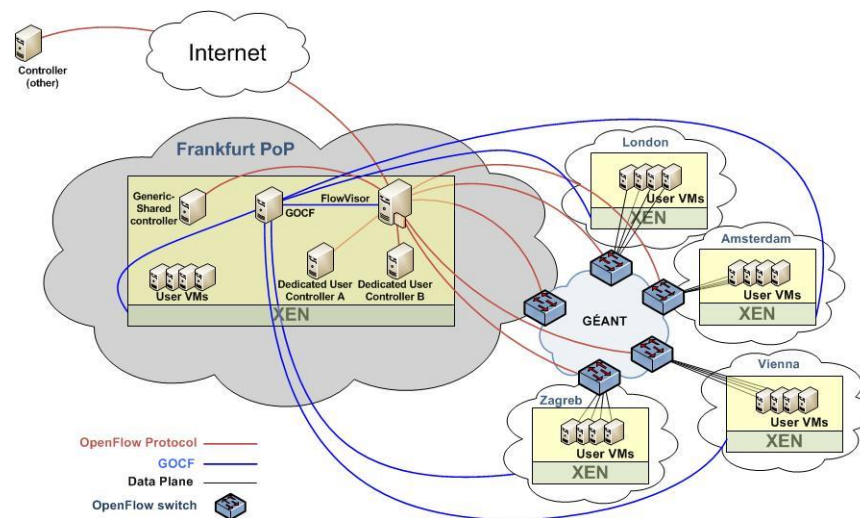 Internet
Controller
(other)
Frankfurt PoP
Generic-
Shared
controller
GOCF
FlowVisor
User VMs
Dedicated User
Controller A
Dedicated User
Controller B
XEN
London
User VMs
XEN
Amsterdam
User VMs
XEN
GÉANT
Vienna
User VMs
XEN
Zagreb
User VMs
XEN
OpenFlow Protocol
GOCF
Data Plane
OpenFlow switch